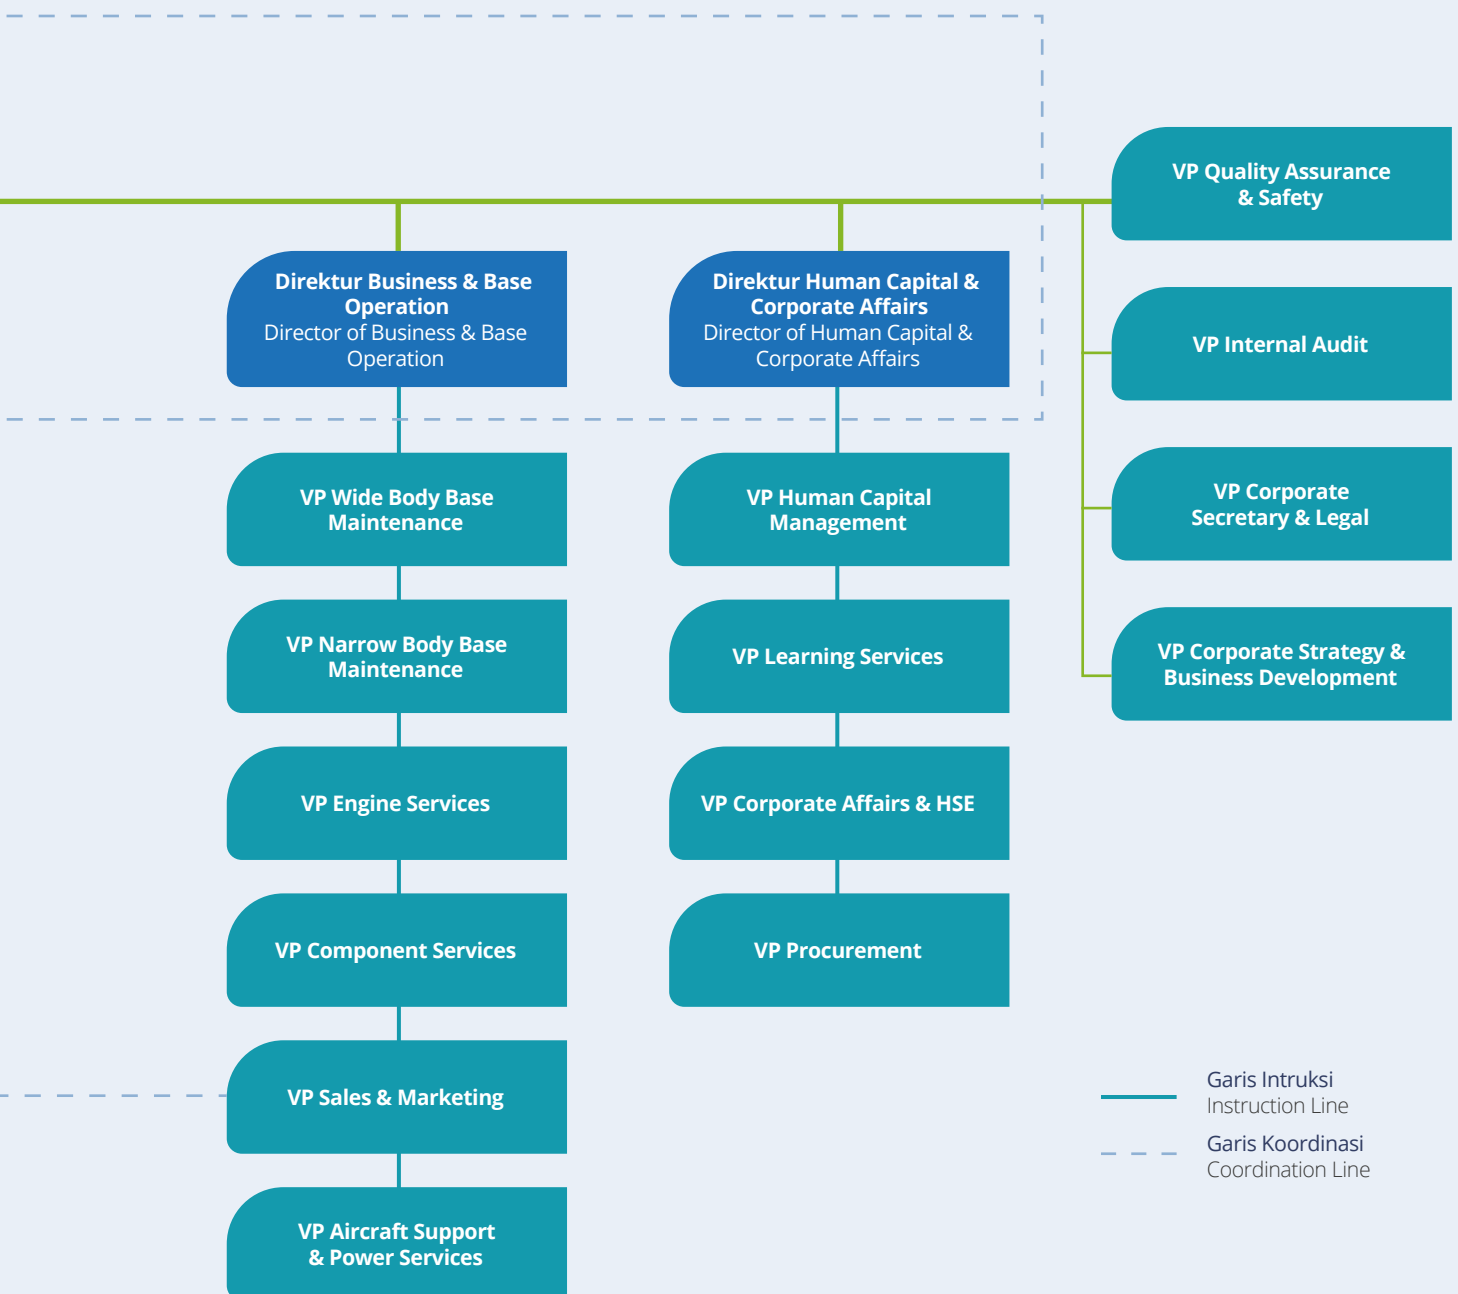 Direktur Business & Base
Operation
Director of Business & Base
Operation
VP Wide Body Base
Maintenance
VP Narrow Body Base
Maintenance
VP Engine Services
VP Component Services
VP Sales & Marketing
VP Aircraft Support
& Power Services
Direktur Human Capital &
Corporate Affairs
Director of Human Capital &
Corporate Affairs
VP Human Capital
Management
VP Learning Services
VP Corporate Affairs & HSE
VP Procurement
VP Quality Assurance
& Safety
VP Internal Audit
VP Corporate
Secretary & Legal
VP Corporate Strategy &
Business Development
Garis Intruksi
Instruction Line
Garis Koordinasi
Coordination Line